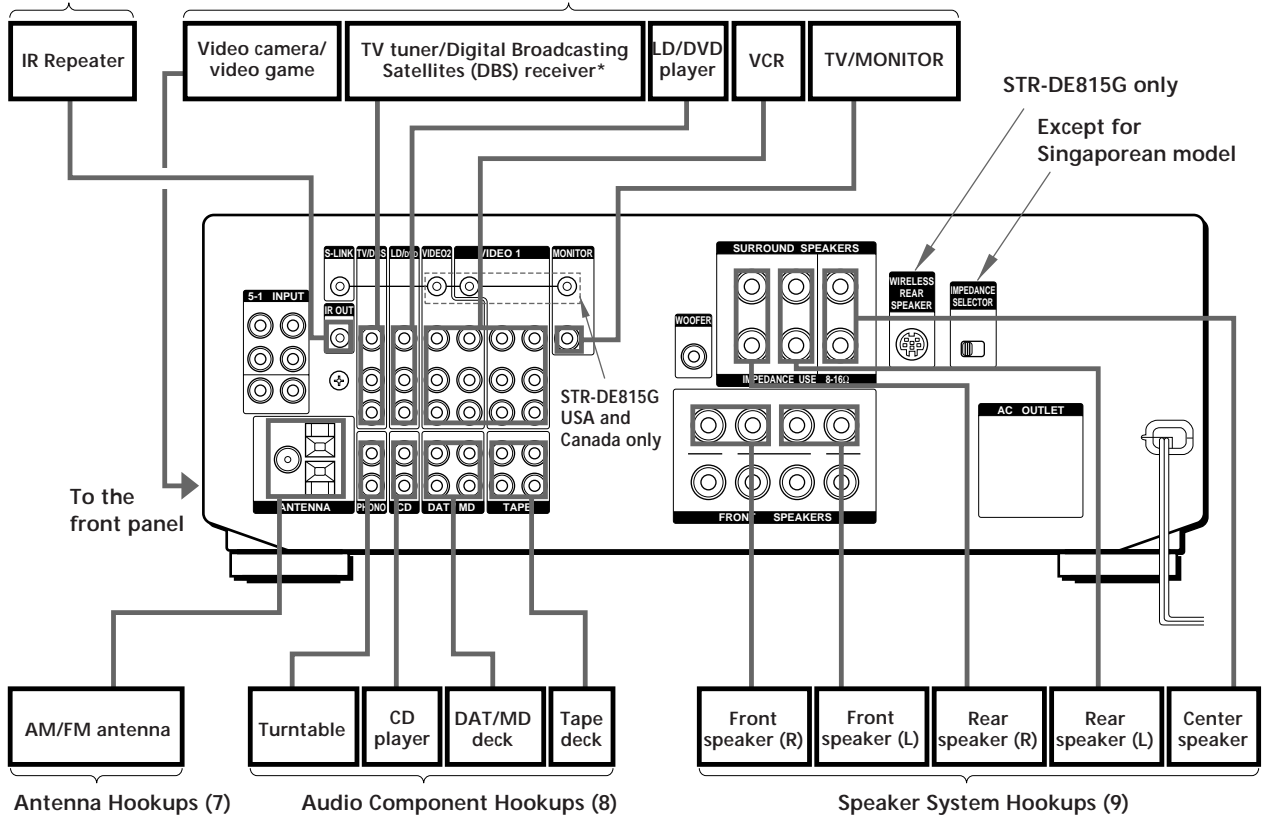 IR Repeater
Video camera/
video game
TV tuner/Digital Broadcasting
Satellites (DBS) receiver*
LD/DVD
player
VCR
TV/MONITOR
STR-DE815G only
Except for
Singaporean model
S-LINK
TV/DBS
LD/DVD
VIDEO2
VIDEO 1
MONITOR
SURROUND SPEAKERS
5-1 INPUT
IR OUT
WOOFER
WIRELESS
REAR
SPEAKER
IMPEDANCE
SELECTOR
IMPEDANCE USE 8-16Ω
STR-DE815G
USA and
Canada only
AC OUTLET
To the
front panel
ANTENNA
PHONO
CD
DAT MD
TAPE
FRONT SPEAKERS
AM/FM antenna
Turntable
CD
player
DAT/MD
deck
Tape
deck
Front
speaker (R)
Front
speaker (L)
Rear
speaker (R)
Rear
speaker (L)
Center
speaker
Antenna Hookups (7)
Audio Component Hookups (8)
Speaker System Hookups (9)